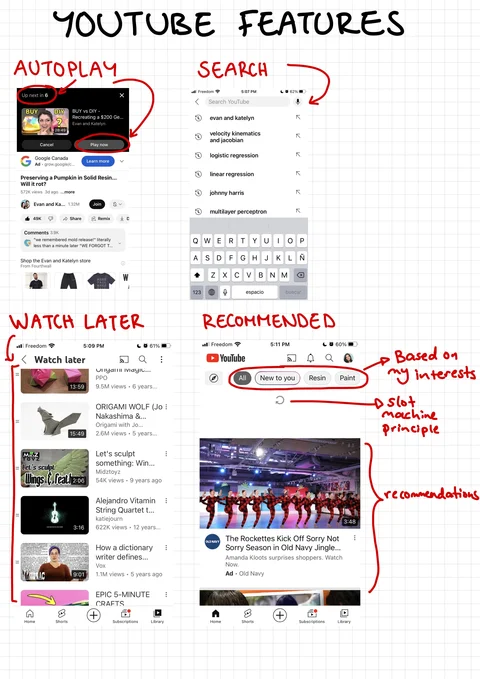 YOUTUBE FEATURES
AUTOPLAY
Freedom
Up next in 6
BUY
BUY vs DIY -
Recreating a $200 Ge...
Evan and Katelyn
28:49
Cancel
Play now
Google Canada
Learn more
Preserving a Pumpkin in Solid Resin...
Will it rot?
572K views 3d ago ...more
Evan and Ka... 1.32M
Join
49K
Share
Remix
Comments 3.9K
"we remembered mold release!" literally
less than a minute later "WE FORGOT T...
Shop the Evan and Katelyn store
From Fourthwall
SEARCH
Freedom
5:07 PM
62%
Search YouTube
evan and katelyn
velocity kinematics
and jacobian
logistic regression
linear regression
johnny harris
multilayer perceptron
Q W E R T Y U I O P
A S D F G H J K L Ñ
Z X C V B N M
123
espacio
WATCH LATER
Freedom
5:09 PM
61%
Watch later
13:59
Origami Magic...
PPO
9.5M views • 6 years...
15:49
ORIGAMI WOLF (Jo
Nakashima &...
Origami with Jo...
2.6M views • 5 years...
Let's sculpt
Wings & feat
2:06
Let's sculpt
something: Win...
Midztoyz
54K views • 9 years ago
3:16
Alejandro Vitamin
String Quartet t...
katiejourn
622K views • 12 years...
9:01
How a dictionary
writer defines...
Vox
1.1M views • 5 years ago
EPIC 5-MINUTE
CRAFTS
Home
Shorts
Subscriptions
Library
RECOMMENDED
Freedom
5:11 PM
60%
YouTube
All
New to you
Resin
Paint
Based on
my interests
slot
machine
principle
3:48
OLD NAVY
The Rockettes Kick Off Sorry Not
Sorry Season in Old Navy Jingle...
Amanda Kloots surprises shoppers. Watch
Now.
Ad • Old Navy
recommendations
Home
Shorts
Subscriptions
Library